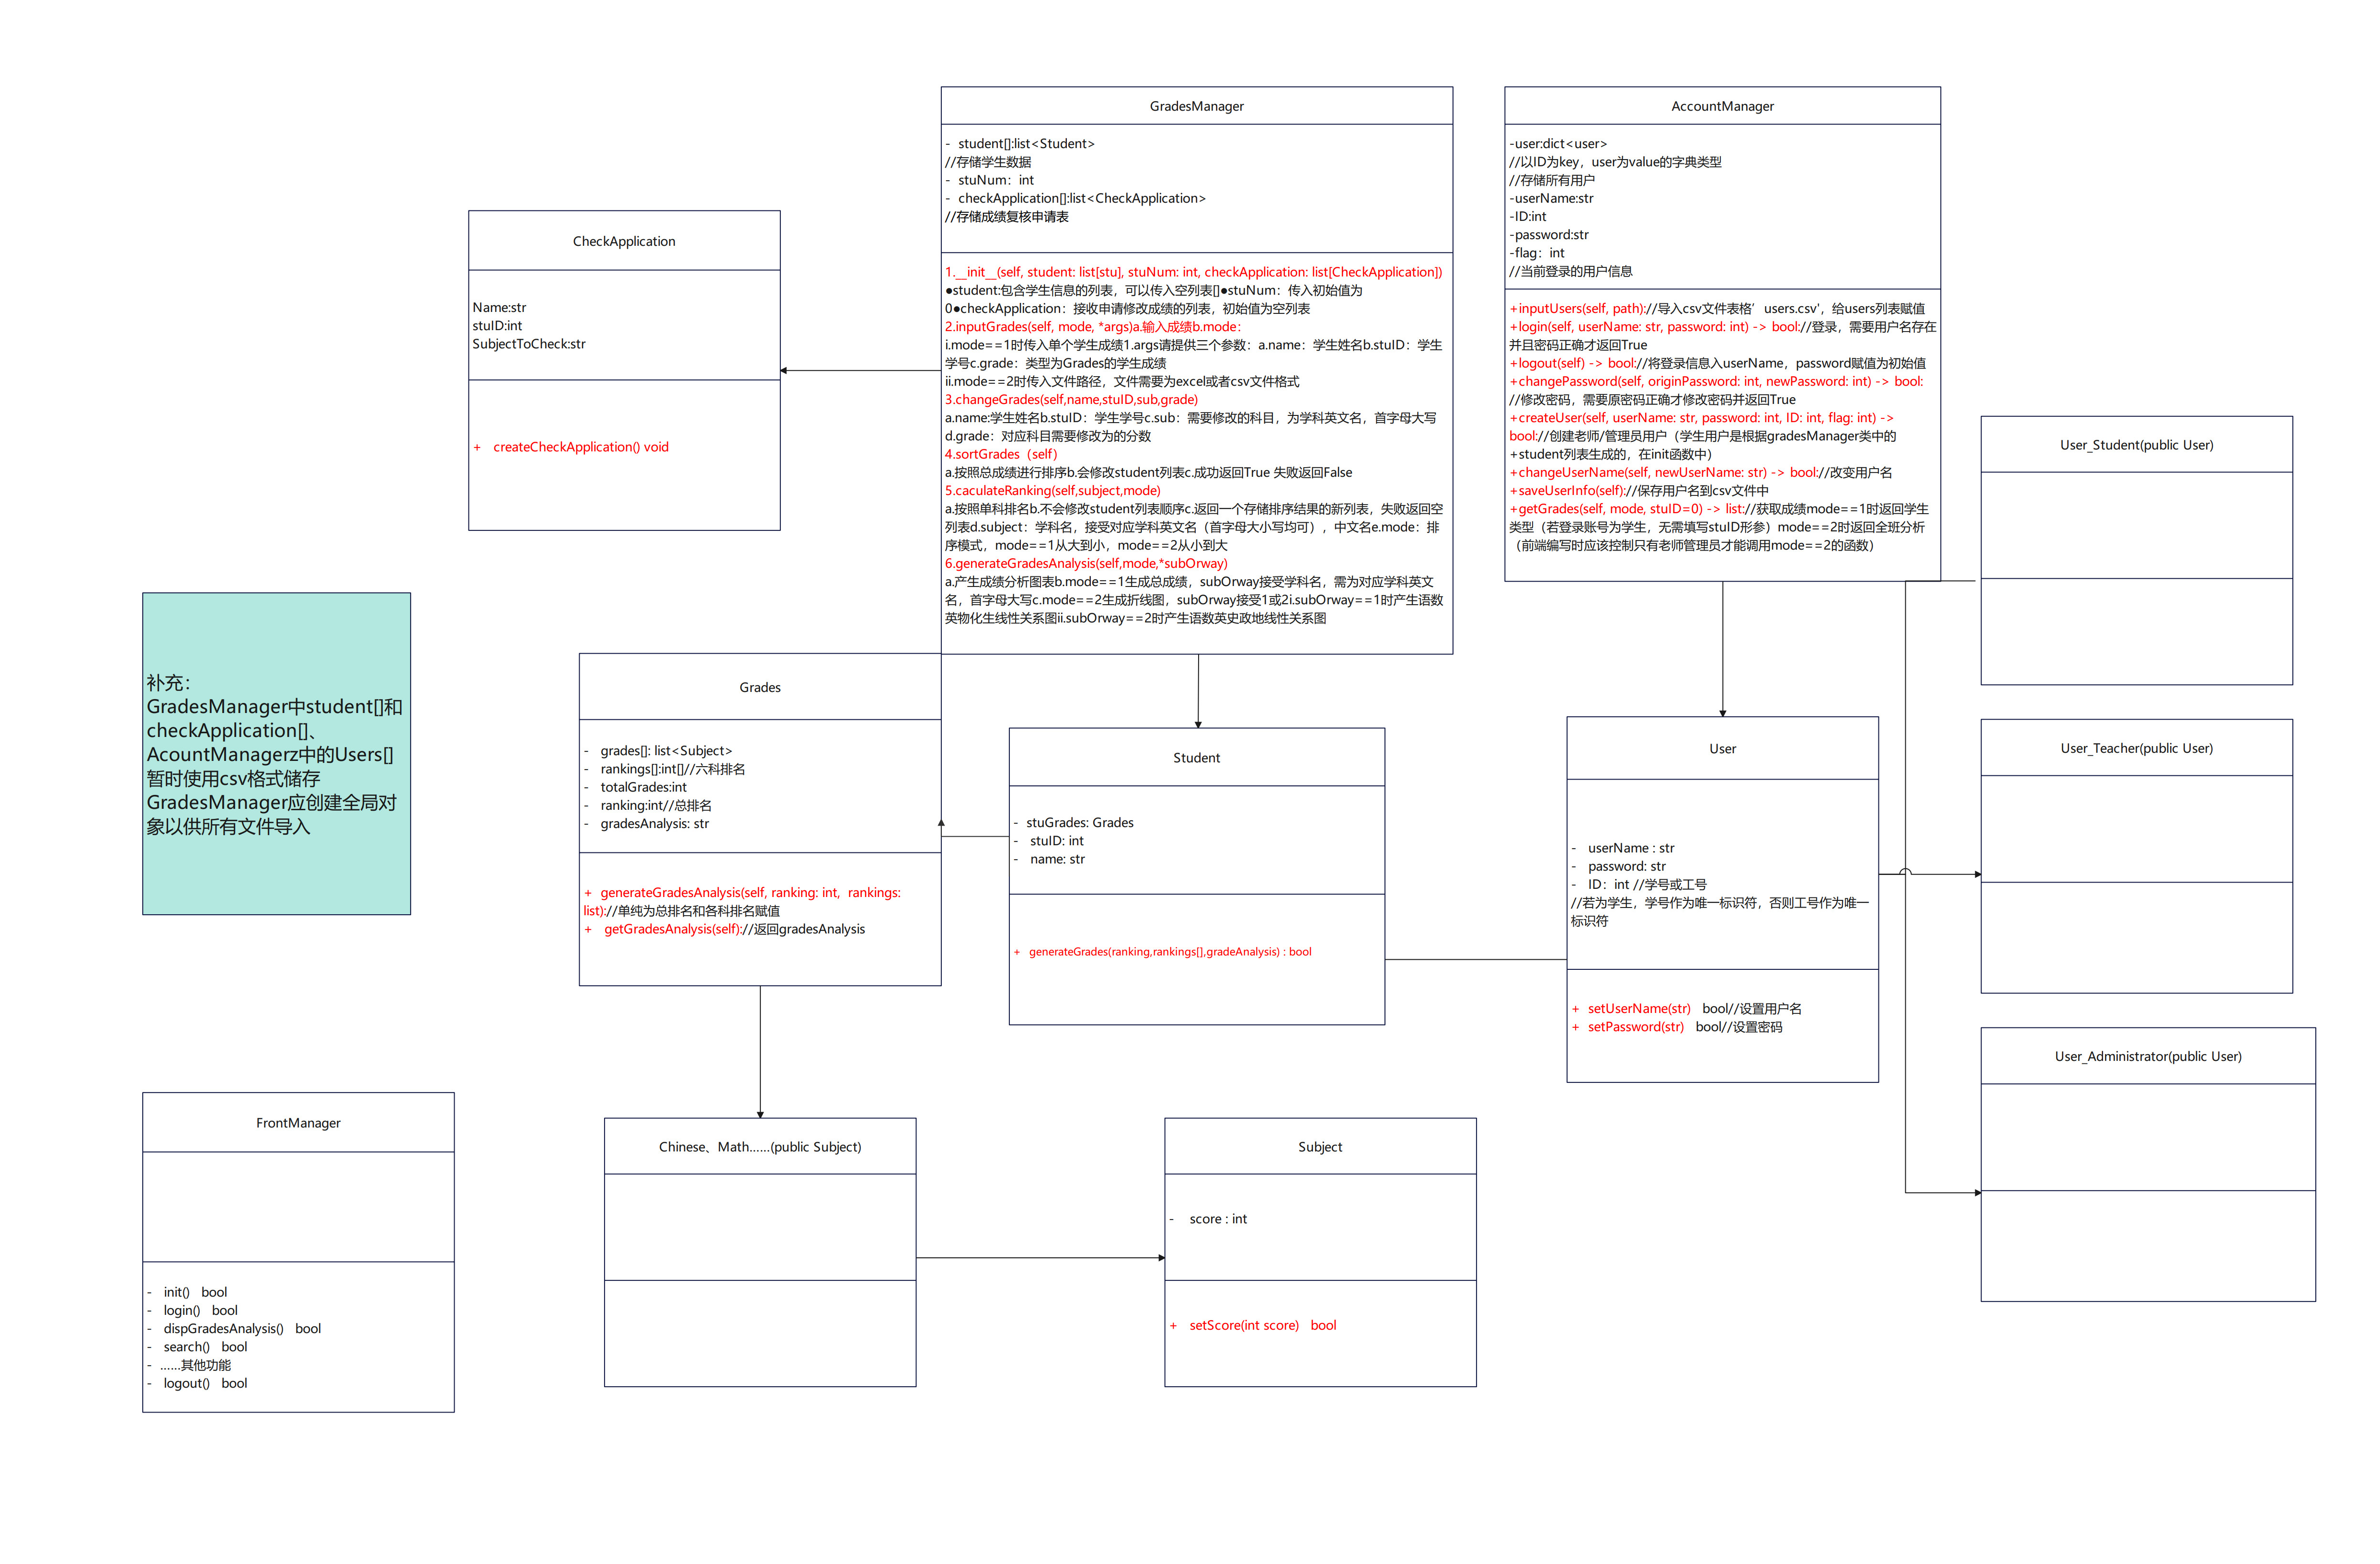 GradesManager
- student[]:list<Student>
//存储学生数据
- stuNum：int
- checkApplication[]:list<CheckApplication>
//存储成绩复核申请表
1.__init__(self, student: list[stu], stuNum: int, checkApplication: list[CheckApplication])
●student:包含学生信息的列表，可以传入空列表[]●stuNum：传入初始值为
0●checkApplication：接收申请修改成绩的列表，初始值为空列表
2.inputGrades(self, mode, *args)a.输入成绩b.mode：
i.mode==1时传入单个学生成绩1.args请提供三个参数：a.name：学生姓名b.stuID：学生
学号c.grade：类型为Grades的学生成绩
ii.mode==2时传入文件路径，文件需要为excel或者csv文件格式
3.changeGrades(self,name,stuID,sub,grade)
a.name:学生姓名b.stuID：学生学号c.sub：需要修改的科目，为学科英文名，首字母大写
d.grade：对应科目需要修改为的分数
4.sortGrades（self）
a.按照总成绩进行排序b.会修改student列表c.成功返回True 失败返回False
5.caculateRanking(self,subject,mode)
a.按照单科排名b.不会修改student列表顺序c.返回一个存储排序结果的新列表，失败返回空
列表d.subject：学科名，接受对应学科英文名（首字母大小写均可），中文名e.mode：排
序模式，mode==1从大到小，mode==2从小到大
6.generateGradesAnalysis(self,mode,*subOrway)
a.产生成绩分析图表b.mode==1生成总成绩，subOrway接受学科名，需为对应学科英文
名，首字母大写c.mode==2生成折线图，subOrway接受1或2i.subOrway==1时产生语数
英物化生线性关系图ii.subOrway==2时产生语数英史政地线性关系图
AccountManager
-user:dict<user>
//以ID为key，user为value的字典类型
//存储所有用户
-userName:str
-ID:int
-password:str
-flag：int
//当前登录的用户信息
+inputUsers(self, path)://导入csv文件表格’users.csv'，给users列表赋值
+login(self, userName: str, password: int) -> bool://登录，需要用户名存在
并且密码正确才返回True
+logout(self) -> bool://将登录信息入userName，password赋值为初始值
+changePassword(self, originPassword: int, newPassword: int) -> bool:
//修改密码，需要原密码正确才修改密码并返回True
+createUser(self, userName: str, password: int, ID: int, flag: int) ->
bool://创建老师/管理员用户（学生用户是根据gradesManager类中的
+student列表生成的，在init函数中）
+changeUserName(self, newUserName: str) -> bool://改变用户名
+saveUserInfo(self)://保存用户名到csv文件中
+getGrades(self, mode, stuID=0) -> list://获取成绩mode==1时返回学生
类型（若登录账号为学生，无需填写stuID形参）mode==2时返回全班分析
（前端编写时应该控制只有老师管理员才能调用mode==2的函数）
CheckApplication
Name:str
stuID:int
SubjectToCheck:str
+ createCheckApplication() void
User_Student(public User)
补充：
GradesManager中student[]和
checkApplication[]、
AcountManagerz中的Users[]
暂时使用csv格式储存
GradesManager应创建全局对
象以供所有文件导入
Grades
- grades[]: list<Subject>
- rankings[]:int[]//六科排名
- totalGrades:int
- ranking:int//总排名
- gradesAnalysis: str
+ generateGradesAnalysis(self, ranking: int, rankings:
list)://单纯为总排名和各科排名赋值
+ getGradesAnalysis(self)://返回gradesAnalysis
Student
- stuGrades: Grades
- stuID: int
- name: str
+ generateGrades(ranking,rankings[],gradeAnalysis) : bool
User
- userName : str
- password: str
- ID：int //学号或工号
//若为学生，学号作为唯一标识符，否则工号作为唯一
标识符
+ setUserName(str) bool//设置用户名
+ setPassword(str) bool//设置密码
User_Teacher(public User)
User_Administrator(public User)
FrontManager
- init() bool
- login() bool
- dispGradesAnalysis() bool
- search() bool
- ......其他功能
- logout() bool
Chinese、Math......(public Subject)
Subject
- score : int
+ setScore(int score) bool